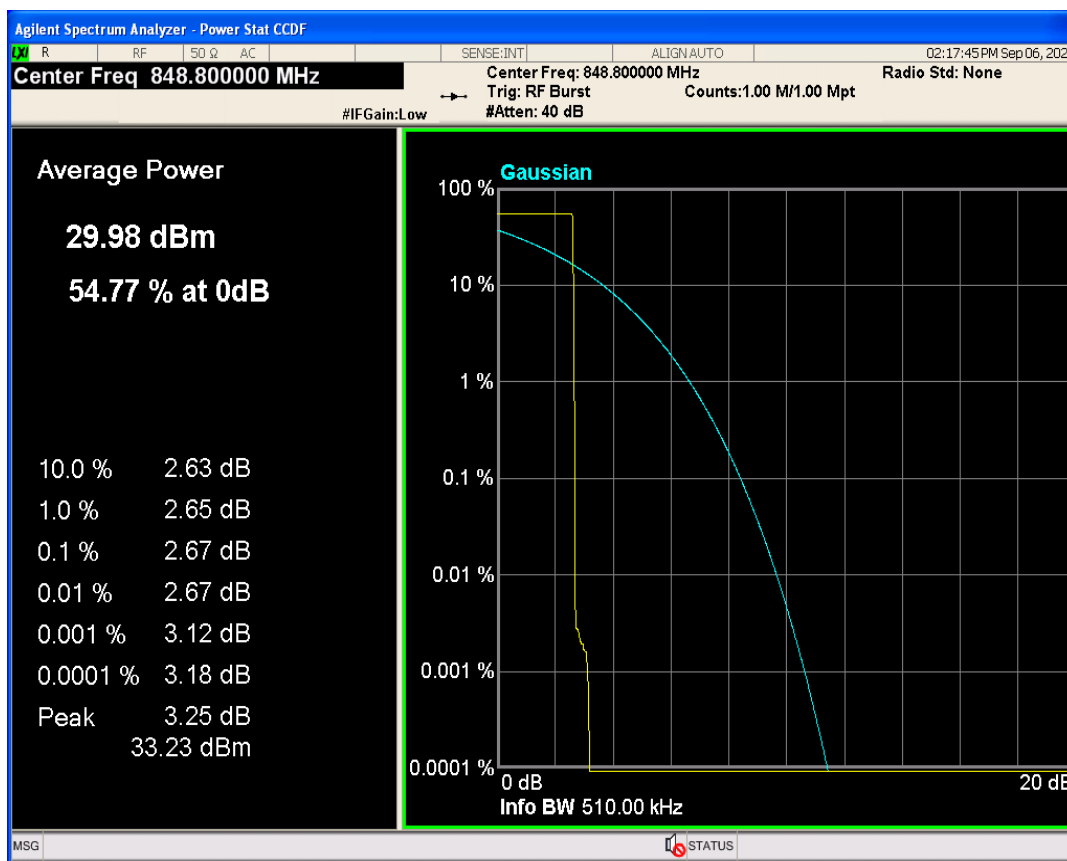 Agilent Spectrum Analyzer - Power Stat CCDF
LXI R RF 50 Ω AC SENSE:INT ALIGN AUTO 02:17:45 PM Sep 06, 202
Center Freq 848.800000 MHz
#IFGain:Low
Center Freq: 848.800000 MHz Radio Std: None
Trig: RF Burst Counts:1.00 M/1.00 Mpt
#Atten: 40 dB
Average Power
29.98 dBm
54.77 % at 0dB
10.0 % 2.63 dB
1.0 % 2.65 dB
0.1 % 2.67 dB
0.01 % 2.67 dB
0.001 % 3.12 dB
0.0001 % 3.18 dB
Peak 3.25 dB
33.23 dBm
Gaussian
100 %
10 %
1 %
0.1 %
0.01 %
0.001 %
0.0001 %
0 dB 20 dB
Info BW 510.00 kHz
MSG STATUS